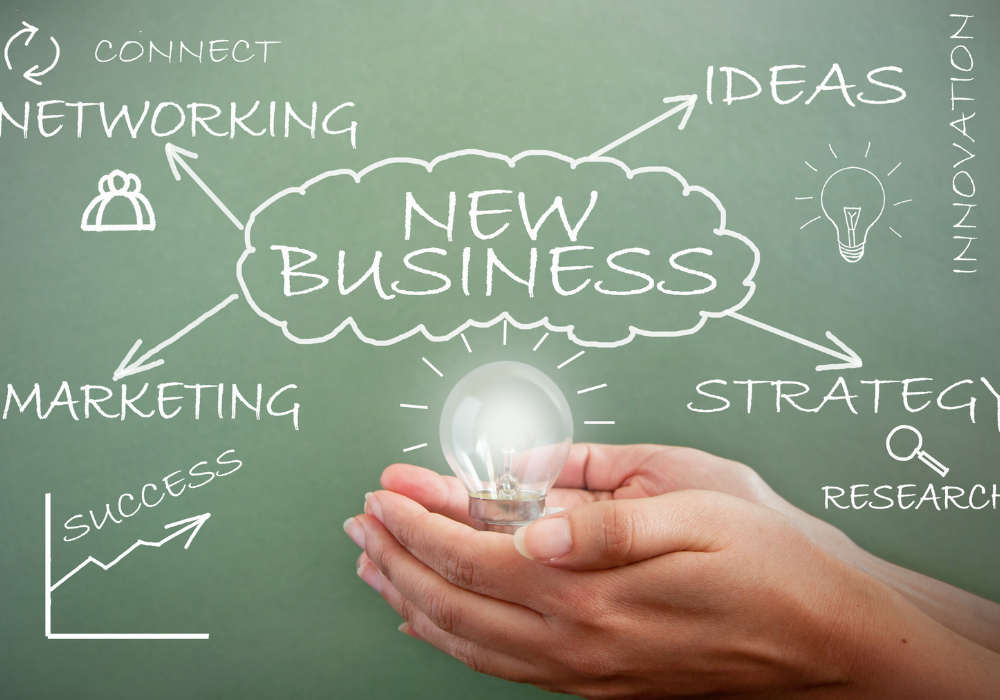 CONNECT
NETWORKING
IDEAS
INNOVATION
NEW
BUSINESS
MARKETING
STRATEGY
SUCCESS
RESEARCH